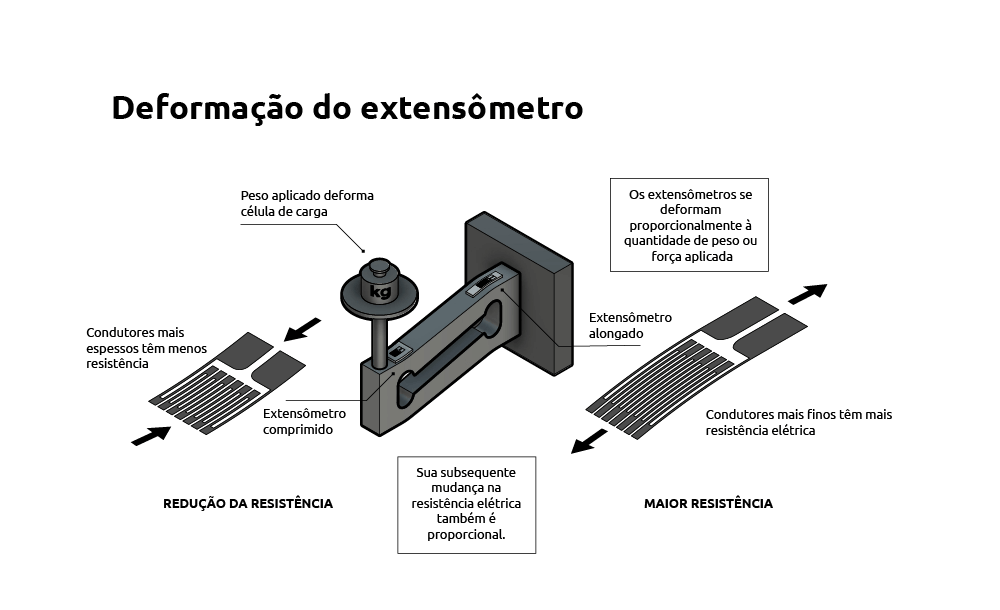 Deformação do extensômetro
Peso aplicado deforma
célula de carga
Os extensômetros se
deformam
proporcionalmente à
quantidade de peso ou
força aplicada
kg
Extensômetro
alongado
Condutores mais
espessos têm menos
resistência
Extensômetro
comprimido
Condutores mais finos têm mais
resistência elétrica
Sua subsequente
mudança na
resistência elétrica
também é
proporcional.
REDUÇÃO DA RESISTÊNCIA
MAIOR RESISTÊNCIA